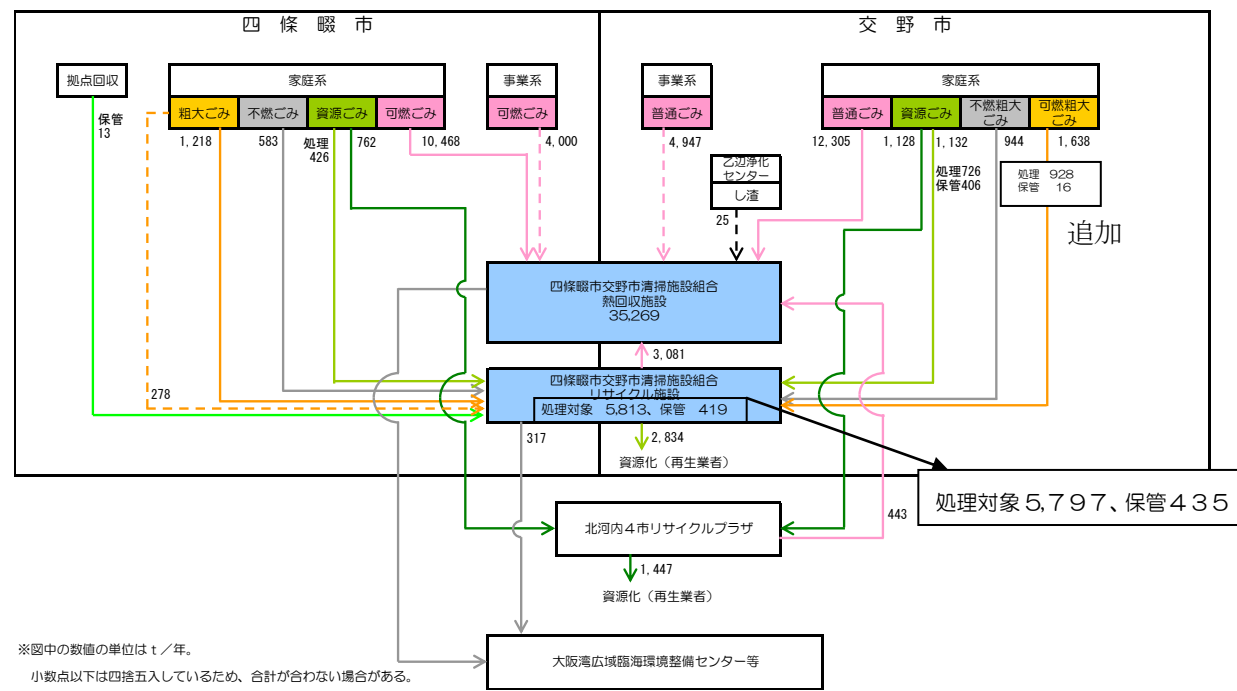 四條畷市
交野市
拠点回収
家庭系
事業系
事業系
家庭系
粗大ごみ
不燃ごみ
資源ごみ
可燃ごみ
可燃ごみ
普通ごみ
普通ごみ
資源ごみ
不燃粗大
ごみ
可燃粗大
ごみ
保管
13
1,218
583
処理
426
762
10,468
4,000
4,947
12,305
1,128
1,132
944
1,638
乙辺浄化
センター
し渣
25
処理726
保管406
処理 928
保管 16
追加
四條畷市交野市清掃施設組合
熱回収施設
35,269
3,081
278
四條畷市交野市清掃施設組合
リサイクル施設
処理対象 5,813、保管 419
317
2,834
資源化（再生業者）
処理対象5,797、保管435
443
北河内4市リサイクルプラザ
1,447
資源化（再生業者）
大阪湾広域臨海環境整備センター等
※図中の数値の単位はt／年。
小数点以下は四捨五入しているため、合計が合わない場合がある。